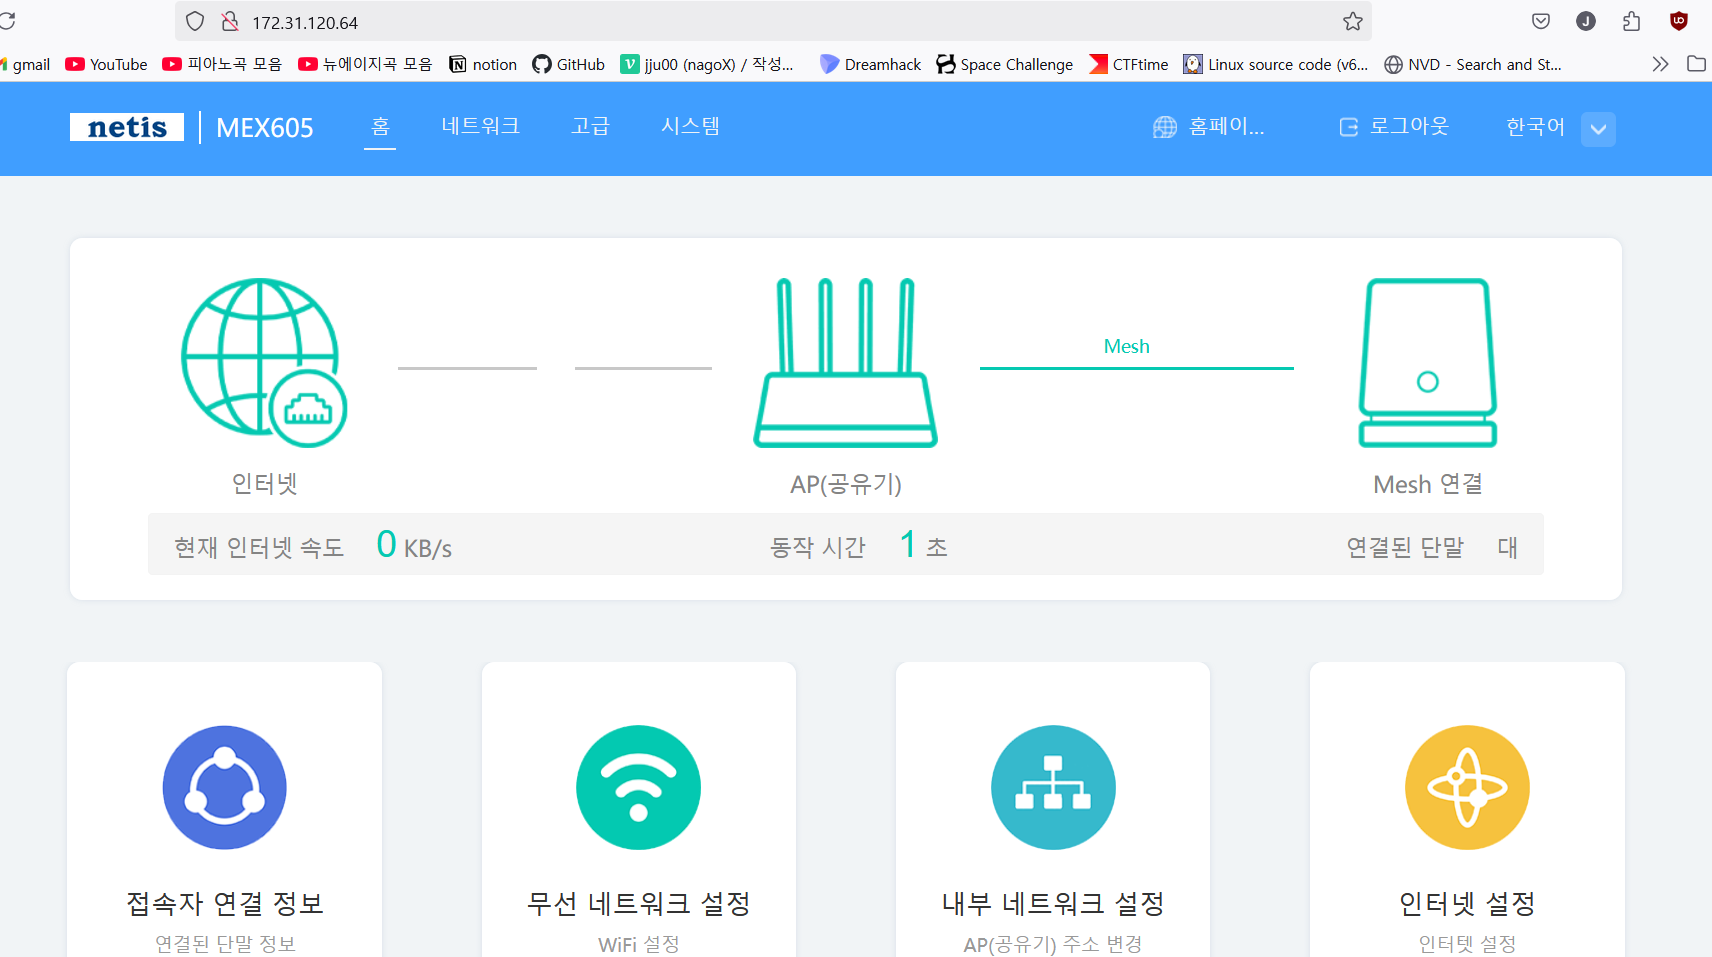 172.31.120.64
gmail YouTube 피아노곡 모음 뉴에이지곡 모음 notion GitHub jju00 (nagoX) / 작성... Dreamhack Space Challenge CTFtime Linux source code (v6... NVD - Search and St...
netis MEX605 홈 네트워크 고급 시스템 홈페이... 로그아웃 한국어
Mesh
인터넷 AP(공유기) Mesh 연결
현재 인터넷 속도 0 KB/s 동작 시간 1 초 연결된 단말 대
접속자 연결 정보 무선 네트워크 설정 내부 네트워크 설정 인터넷 설정
연결된 단말 정보 WiFi 설정 AP(공유기) 주소 변경 인터텟 설정